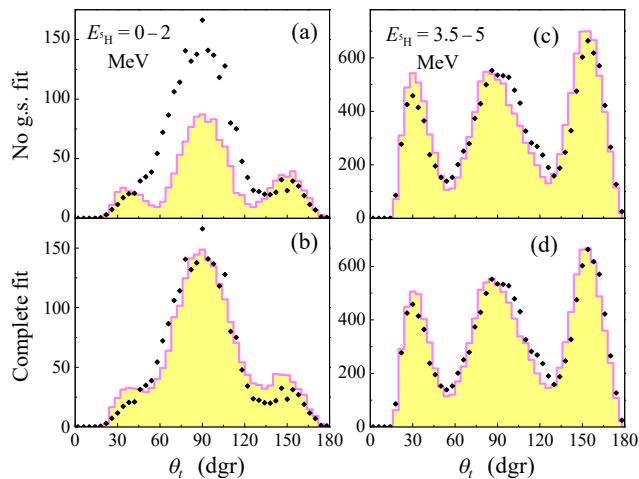 E⁵H = 0 – 2
MeV
(a)
E⁵H = 3.5 – 5
MeV
(c)
No g.s. fit
150
100
50
0
600
400
200
0
(b)
(d)
Complete fit
150
100
50
0
600
400
200
0
0 30 60 90 120 150
0 30 60 90 120 150 180
θt (dgr)
θt (dgr)